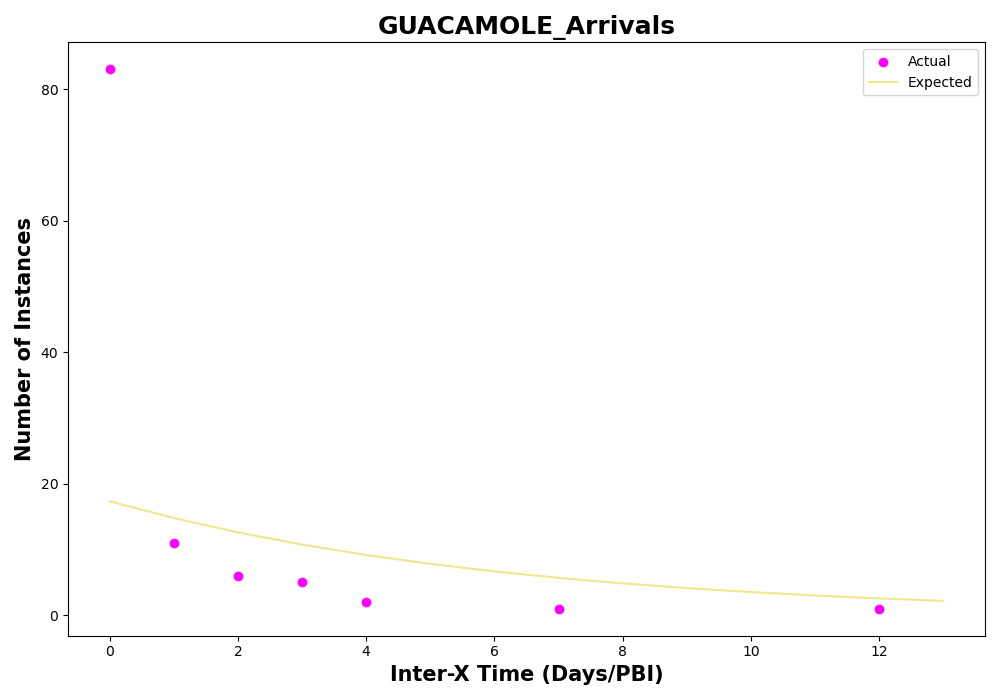 GUACAMOLE_Arrivals
Actual
Expected
Number of Instances
80
60
40
20
0
0 2 4 6 8 10 12
Inter-X Time (Days/PBI)